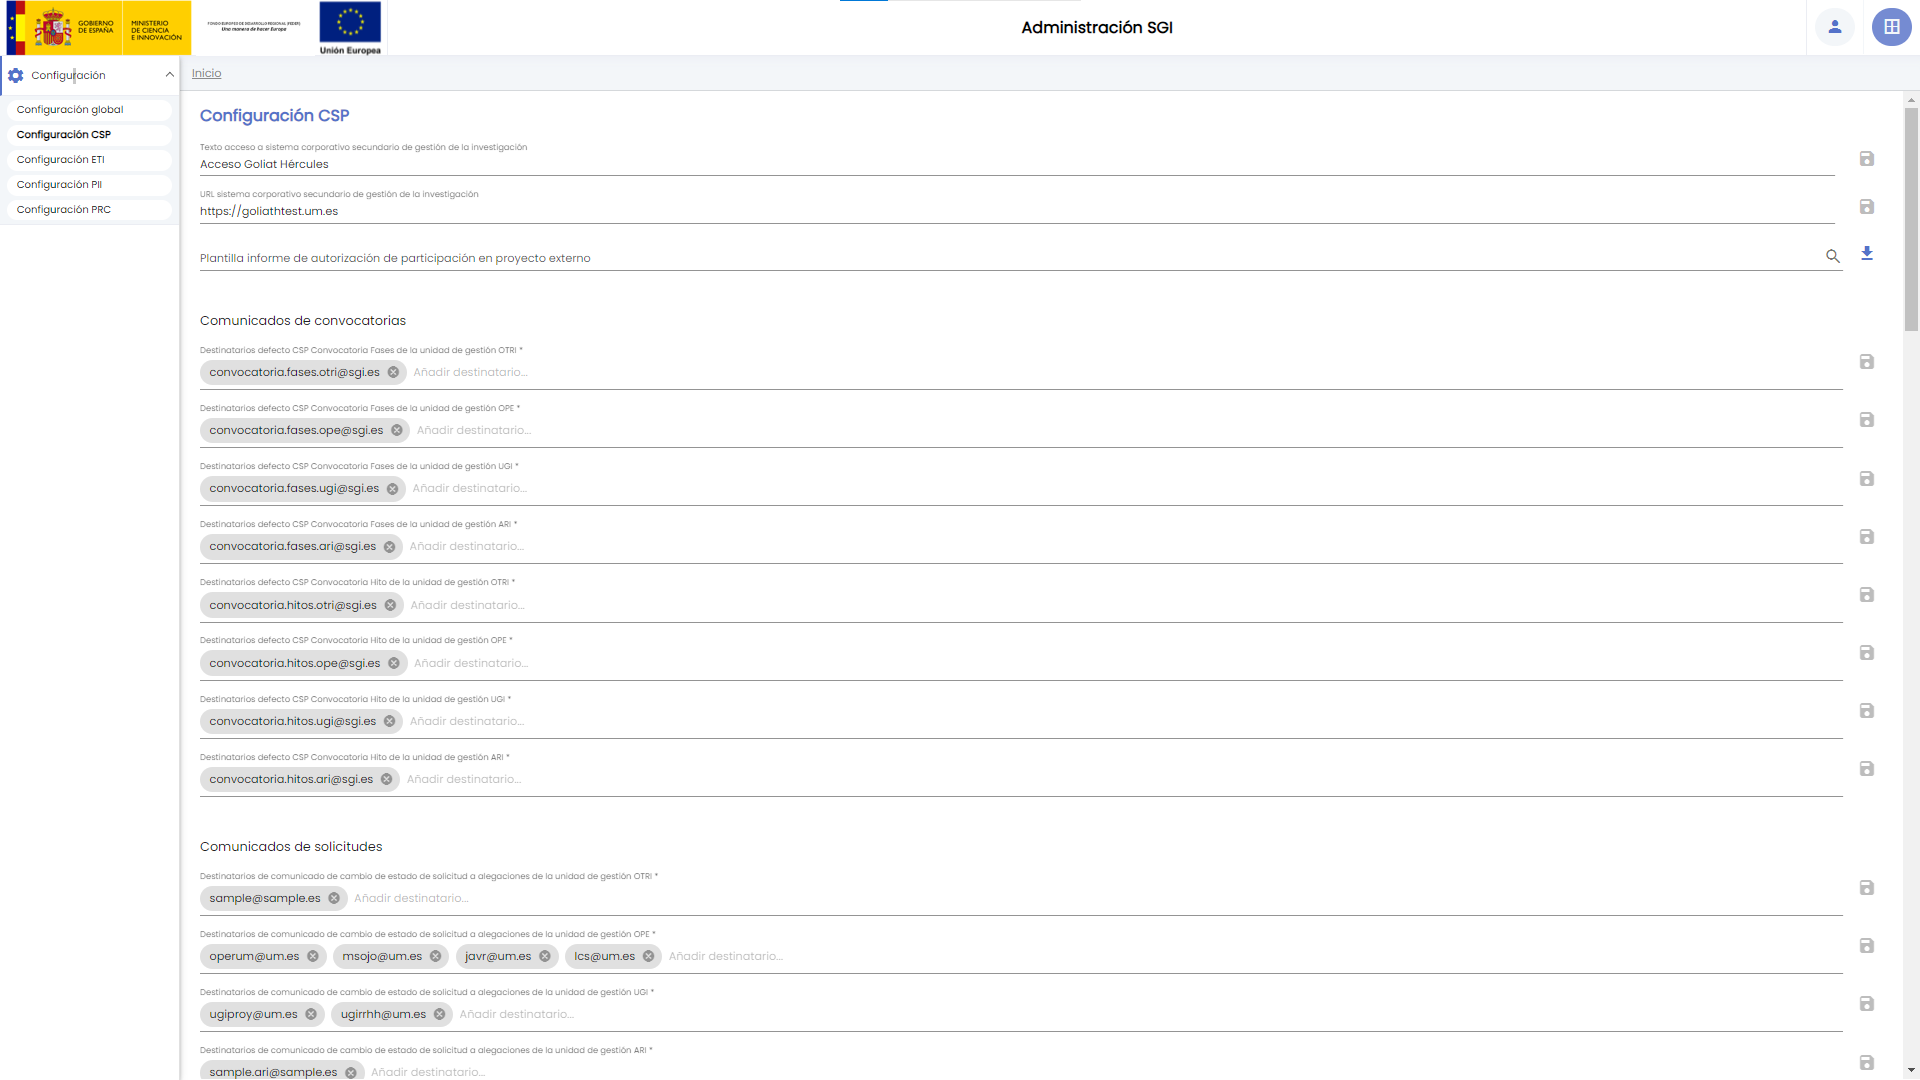 GOBIERNO
DE ESPAÑA
MINISTERIO
DE CIENCIA
E INNOVACIÓN
FONDO EUROPEO DE DESARROLLO REGIONAL (FEDER)
Una manera de hacer Europa
Unión Europea
Administración SGI
Configuración
Inicio
Configuración global
Configuración CSP
Configuración ETI
Configuración PII
Configuración PRC
Configuración CSP
Texto acceso a sistema corporativo secundario de gestión de la investigación
Acceso Goliat Hércules
URL sistema corporativo secundario de gestión de la investigación
https://goliathtest.um.es
Plantilla informe de autorización de participación en proyecto externo
Comunicados de convocatorias
Destinatarios defecto CSP Convocatoria Fases de la unidad de gestión OTRI *
convocatoria.fases.otri@sgi.es Añadir destinatario...
Destinatarios defecto CSP Convocatoria Fases de la unidad de gestión OPE *
convocatoria.fases.ope@sgi.es Añadir destinatario...
Destinatarios defecto CSP Convocatoria Fases de la unidad de gestión UGI *
convocatoria.fases.ugi@sgi.es Añadir destinatario...
Destinatarios defecto CSP Convocatoria Fases de la unidad de gestión ARI *
convocatoria.fases.ari@sgi.es Añadir destinatario...
Destinatarios defecto CSP Convocatoria Hito de la unidad de gestión OTRI *
convocatoria.hitos.otri@sgi.es Añadir destinatario...
Destinatarios defecto CSP Convocatoria Hito de la unidad de gestión OPE *
convocatoria.hitos.ope@sgi.es Añadir destinatario...
Destinatarios defecto CSP Convocatoria Hito de la unidad de gestión UGI *
convocatoria.hitos.ugi@sgi.es Añadir destinatario...
Destinatarios defecto CSP Convocatoria Hito de la unidad de gestión ARI *
convocatoria.hitos.ari@sgi.es Añadir destinatario...
Comunicados de solicitudes
Destinatarios de comunicado de cambio de estado de solicitud a alegaciones de la unidad de gestión OTRI *
sample@sample.es Añadir destinatario...
Destinatarios de comunicado de cambio de estado de solicitud a alegaciones de la unidad de gestión OPE *
operum@um.es msojo@um.es javr@um.es lcs@um.es Añadir destinatario...
Destinatarios de comunicado de cambio de estado de solicitud a alegaciones de la unidad de gestión UGI *
ugiproy@um.es ugirrhh@um.es Añadir destinatario...
Destinatarios de comunicado de cambio de estado de solicitud a alegaciones de la unidad de gestión ARI *
sample.ari@sample.es Añadir destinatario...